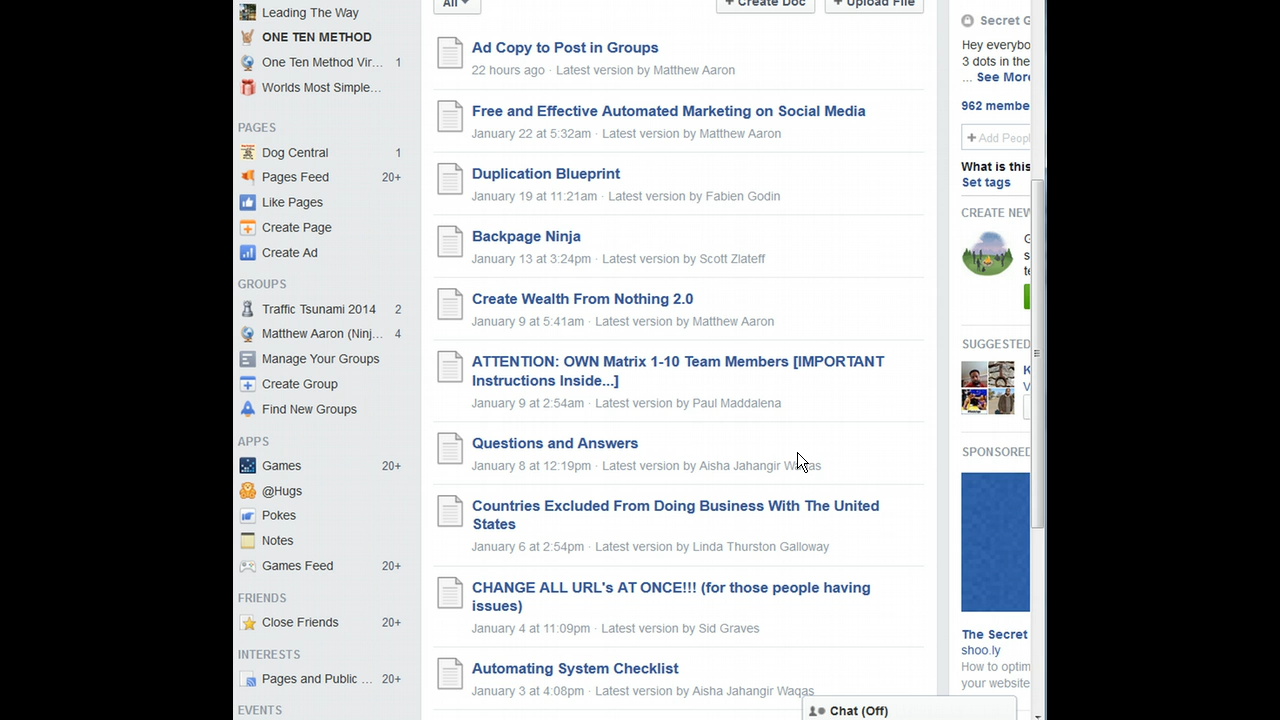 Leading The Way
ONE TEN METHOD
One Ten Method Vir... 1
Worlds Most Simple...
PAGES
Dog Central 1
Pages Feed 20+
Like Pages
Create Page
Create Ad
GROUPS
Traffic Tsunami 2014 2
Matthew Aaron (Ninj... 4
Manage Your Groups
Create Group
Find New Groups
APPS
Games 20+
@Hugs
Pokes
Notes
Games Feed 20+
FRIENDS
Close Friends 20+
INTERESTS
Pages and Public ... 20+
EVENTS
All
+ Create Doc
+ Upload File
Ad Copy to Post in Groups
22 hours ago · Latest version by Matthew Aaron
Free and Effective Automated Marketing on Social Media
January 22 at 5:32am · Latest version by Matthew Aaron
Duplication Blueprint
January 19 at 11:21am · Latest version by Fabien Godin
Backpage Ninja
January 13 at 3:24pm · Latest version by Scott Zlateff
Create Wealth From Nothing 2.0
January 9 at 5:41am · Latest version by Matthew Aaron
ATTENTION: OWN Matrix 1-10 Team Members [IMPORTANT
Instructions Inside...]
January 9 at 2:54am · Latest version by Paul Maddalena
Questions and Answers
January 8 at 12:19pm · Latest version by Aisha Jahangir Waqas
Countries Excluded From Doing Business With The United
States
January 6 at 2:54pm · Latest version by Linda Thurston Galloway
CHANGE ALL URL's AT ONCE!!! (for those people having
issues)
January 4 at 11:09pm · Latest version by Sid Graves
Automating System Checklist
January 3 at 4:08pm · Latest version by Aisha Jahangir Waqas
Secret G
Hey everybo
3 dots in the
... See More
962 membe
+ Add Peopl
What is this
Set tags
CREATE NEW
G
s
te
SUGGESTED
K
V
SPONSORED
The Secret
shoo.ly
How to optim
your website
Chat (Off)